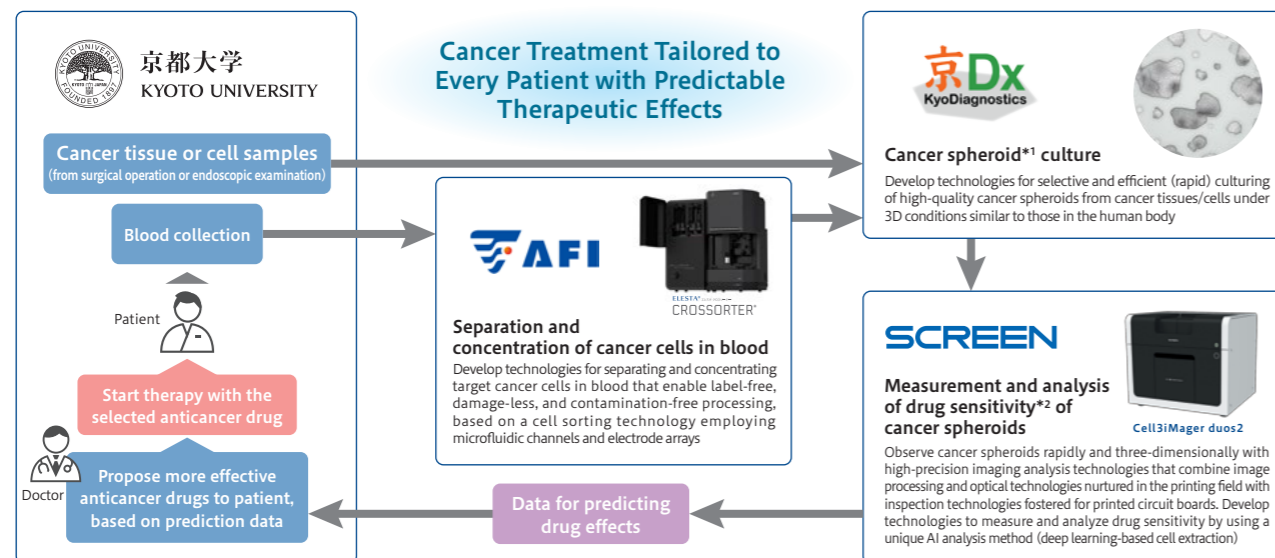 京都大学
KYOTO UNIVERSITY
KYOTO UNIVERSITY
FOUNDED 1897
Cancer Treatment Tailored to
Every Patient with Predictable
Therapeutic Effects
京Dx
KyoDiagnostics
Cancer tissue or cell samples
(from surgical operation or endoscopic examination)
Blood collection
Patient
Start therapy with the
selected anticancer drug
Doctor
Propose more effective
anticancer drugs to patient,
based on prediction data
AFI
ELESTA®
CROSSORTER®
Separation and
concentration of cancer cells in blood
Develop technologies for separating and concentrating
target cancer cells in blood that enable label-free,
damage-less, and contamination-free processing,
based on a cell sorting technology employing
microfluidic channels and electrode arrays
Cancer spheroid*1 culture
Develop technologies for selective and efficient (rapid) culturing
of high-quality cancer spheroids from cancer tissues/cells under
3D conditions similar to those in the human body
SCREEN
Measurement and analysis
of drug sensitivity*2 of
cancer spheroids
Cell3iMager duos2
Observe cancer spheroids rapidly and three-dimensionally with
high-precision imaging analysis technologies that combine image
processing and optical technologies nurtured in the printing field with
inspection technologies fostered for printed circuit boards. Develop
technologies to measure and analyze drug sensitivity by using a
unique AI analysis method (deep learning-based cell extraction)
Data for predicting
drug effects